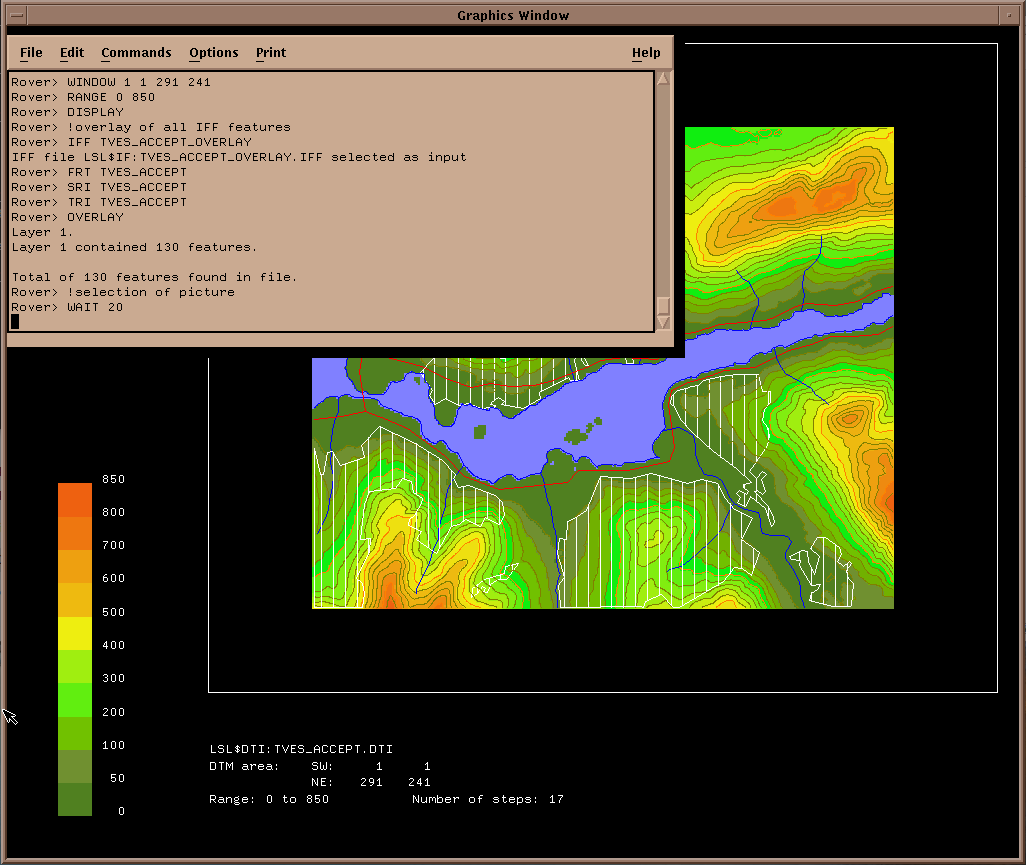 Graphics Window
File Edit Commands Options Print Help
Rover> WINDOW 1 1 291 241
Rover> RANGE 0 850
Rover> DISPLAY
Rover> !overlay of all IFF features
Rover> IFF TVES_ACCEPT_OVERLAY
IFF file LSL$IF:TVES_ACCEPT_OVERLAY.IFF selected as input
Rover> FRT TVES_ACCEPT
Rover> SRI TVES_ACCEPT
Rover> TRI TVES_ACCEPT
Rover> OVERLAY
Layer 1.
Layer 1 contained 130 features.
Total of 130 features found in file.
Rover> !selection of picture
Rover> WAIT 20
850
800
700
600
500
400
300
200
100
50
0
LSL$DTI:TVES_ACCEPT.DTI
DTM area: SW: 1 1
NE: 291 241
Range: 0 to 850 Number of steps: 17